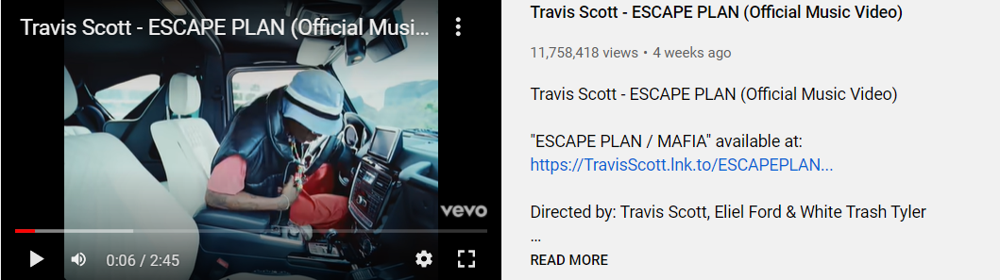 Travis Scott - ESCAPE PLAN (Official Musi...
vevo
0:06 / 2:45
Travis Scott - ESCAPE PLAN (Official Music Video)
11,758,418 views • 4 weeks ago
Travis Scott - ESCAPE PLAN (Official Music Video)
"ESCAPE PLAN / MAFIA" available at:
https://TravisScott.lnk.to/ESCAPEPLAN...
Directed by: Travis Scott, Eliel Ford & White Trash Tyler
...
READ MORE